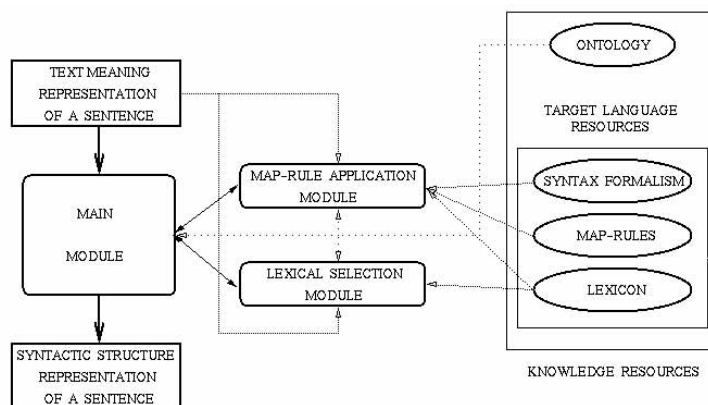 TEXT MEANING
REPRESENTATION
OF A SENTENCE
MAIN
MODULE
SYNTACTIC STRUCTURE
REPRESENTATION
OF A SENTENCE
MAP-RULE APPLICATION
MODULE
LEXICAL SELECTION
MODULE
ONTOLOGY
TARGET LANGUAGE
RESOURCES
SYNTAX FORMALISM
MAP-RULES
LEXICON
KNOWLEDGE RESOURCES